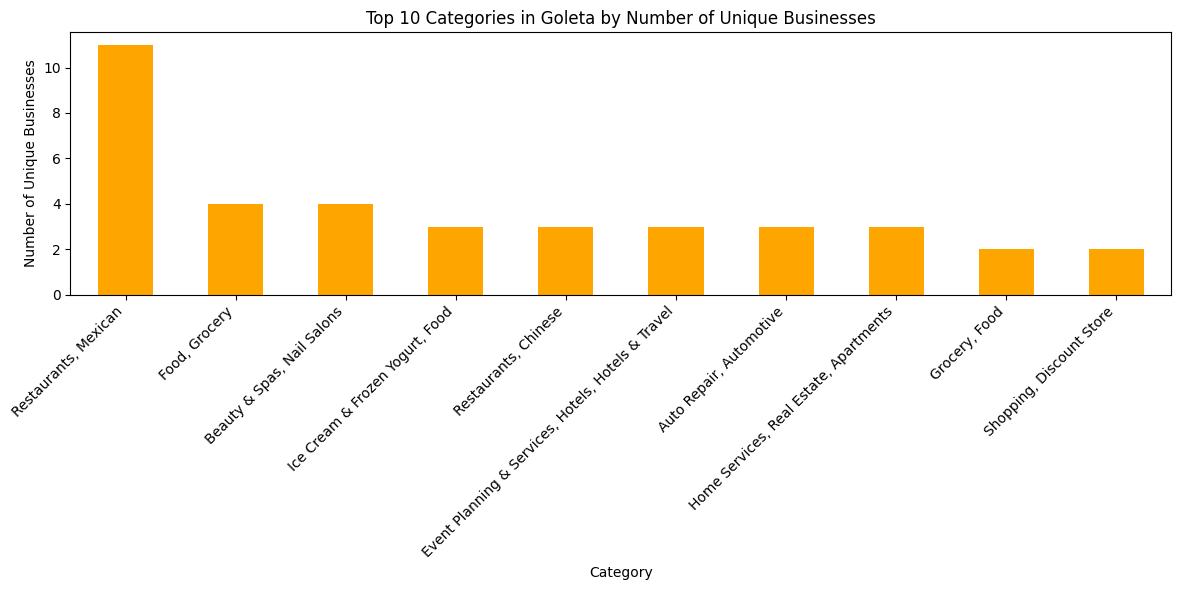 Top 10 Categories in Goleta by Number of Unique Businesses
Number of Unique Businesses
10
8
6
4
2
0
Restaurants, Mexican
Food, Grocery
Beauty & Spas, Nail Salons
Ice Cream & Frozen Yogurt, Food
Restaurants, Chinese
Event Planning & Services, Hotels, Hotels & Travel
Auto Repair, Automotive
Home Services, Real Estate, Apartments
Grocery, Food
Shopping, Discount Store
Category